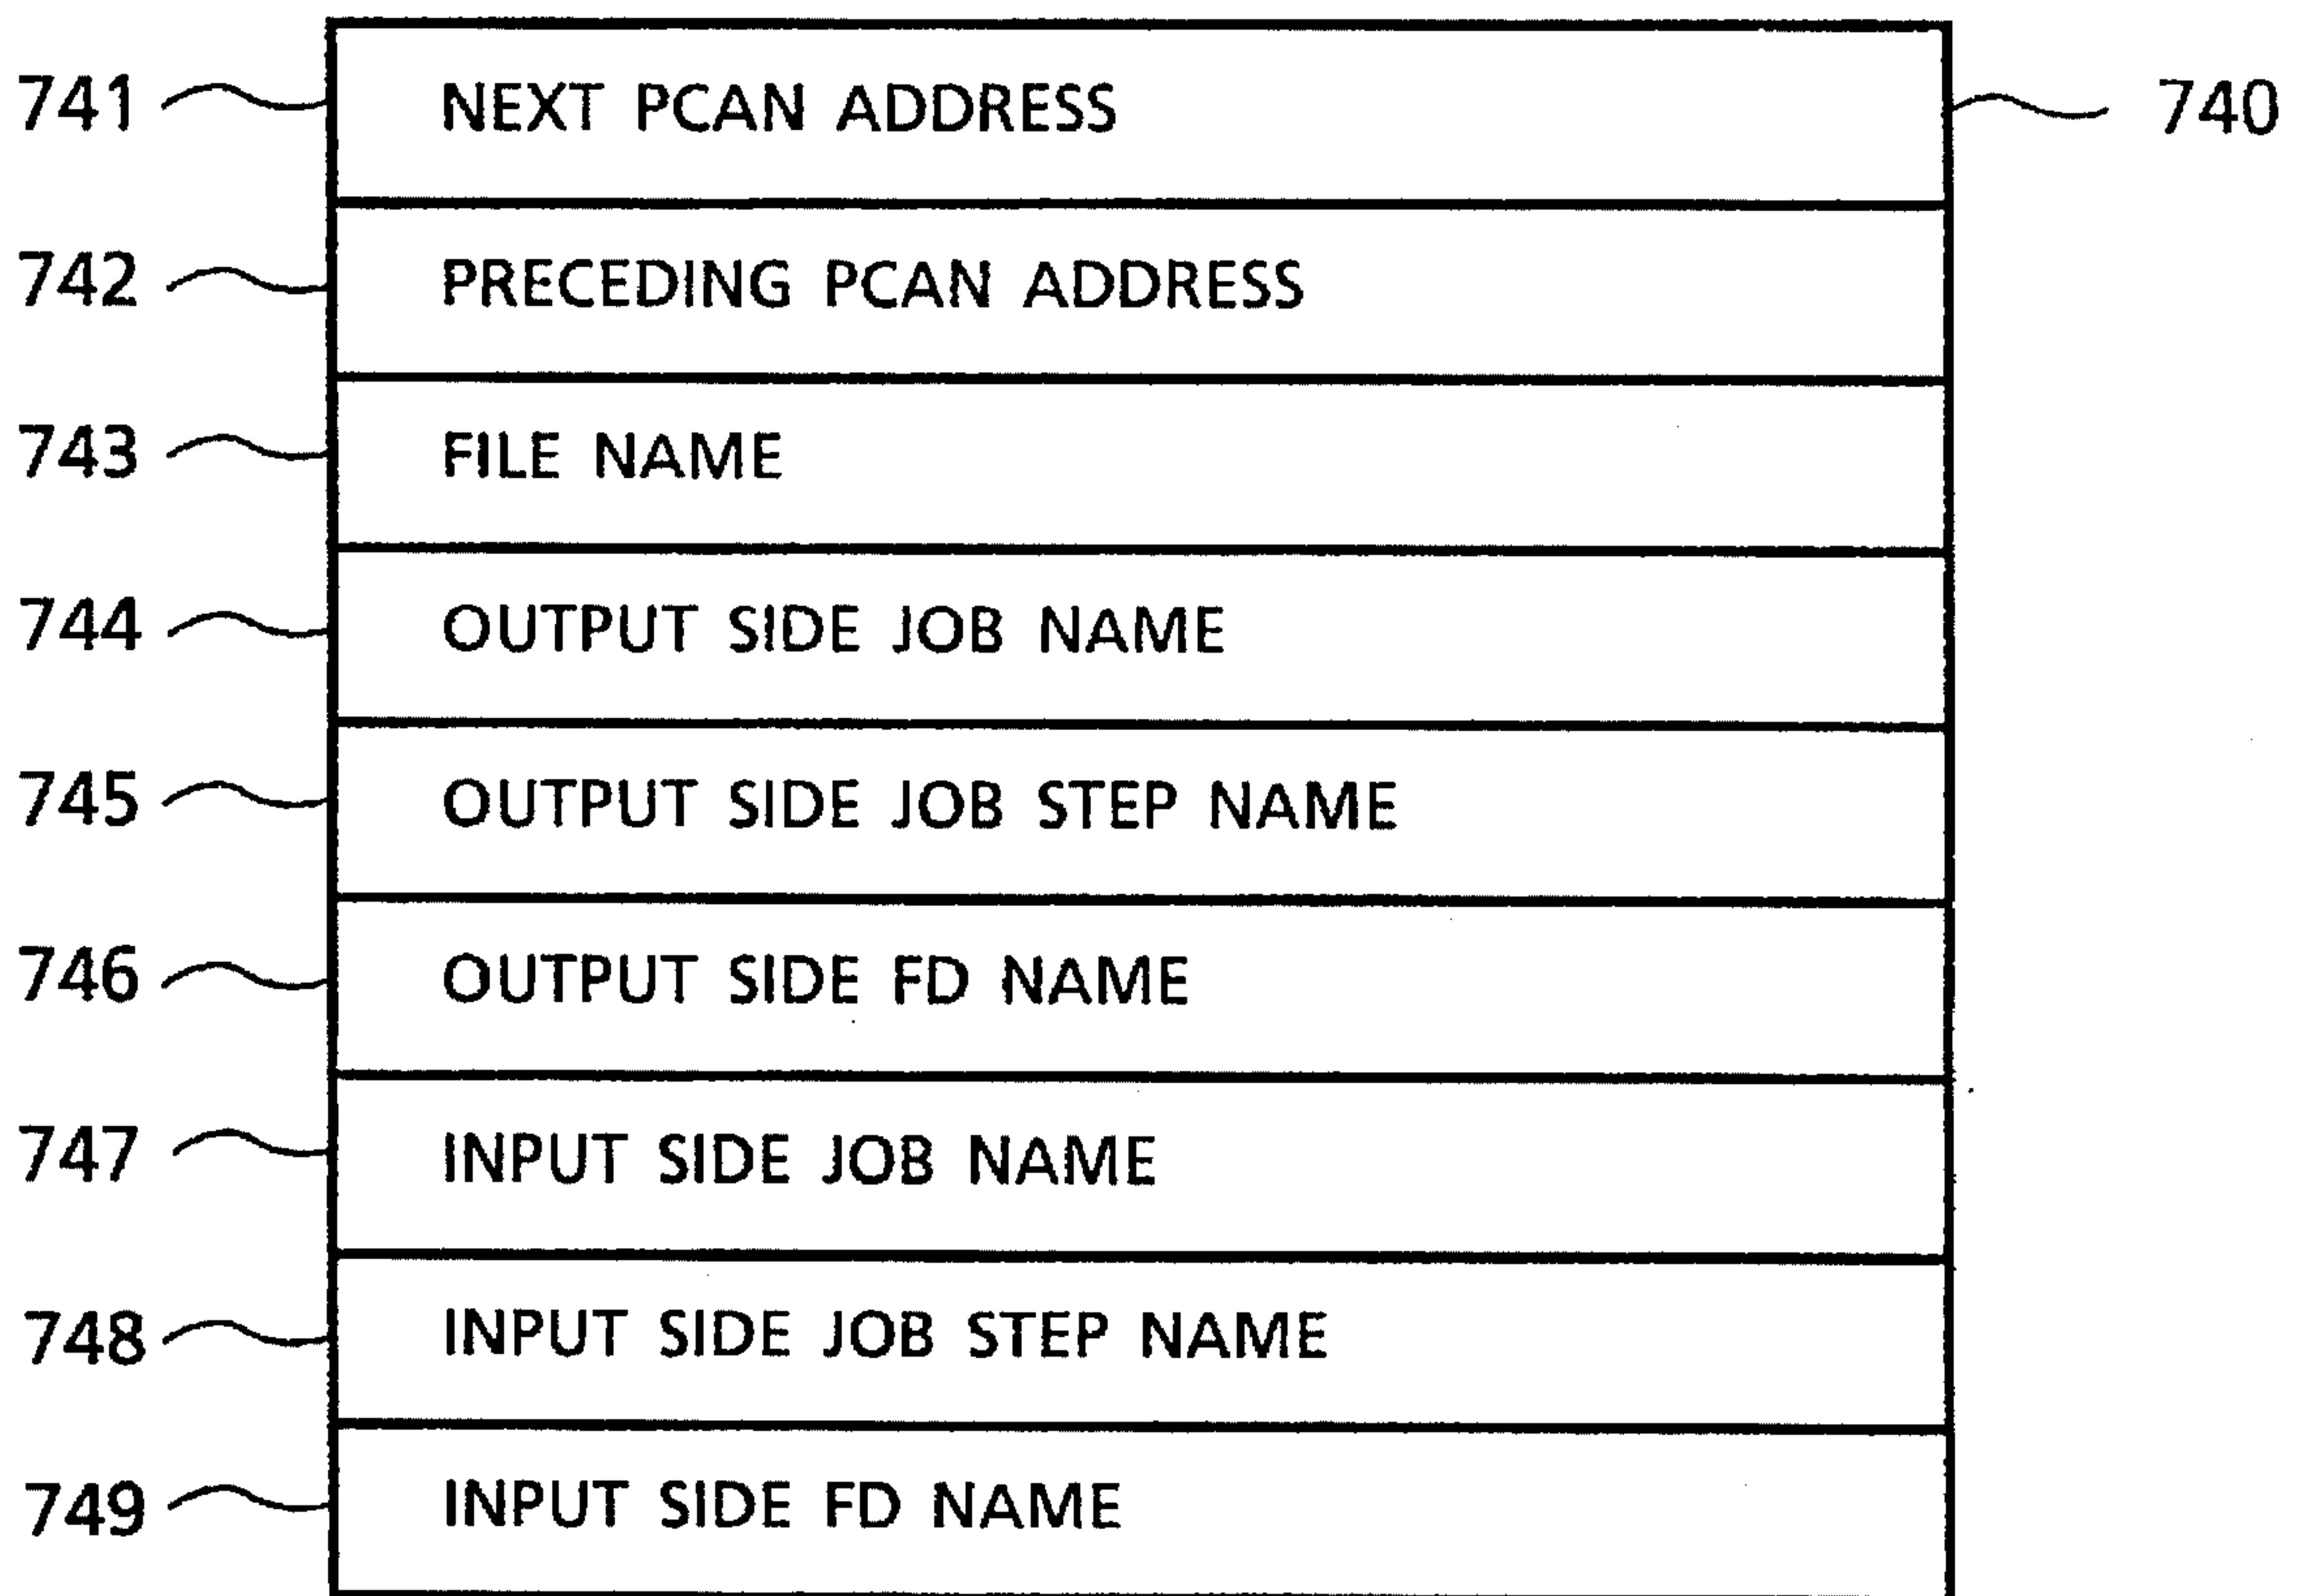 741 NEXT PCAN ADDRESS 740
742 PRECEDING PCAN ADDRESS
743 FILE NAME
744 OUTPUT SIDE JOB NAME
745 OUTPUT SIDE JOB STEP NAME
746 OUTPUT SIDE FD NAME
747 INPUT SIDE JOB NAME
748 INPUT SIDE JOB STEP NAME
749 INPUT SIDE FD NAME